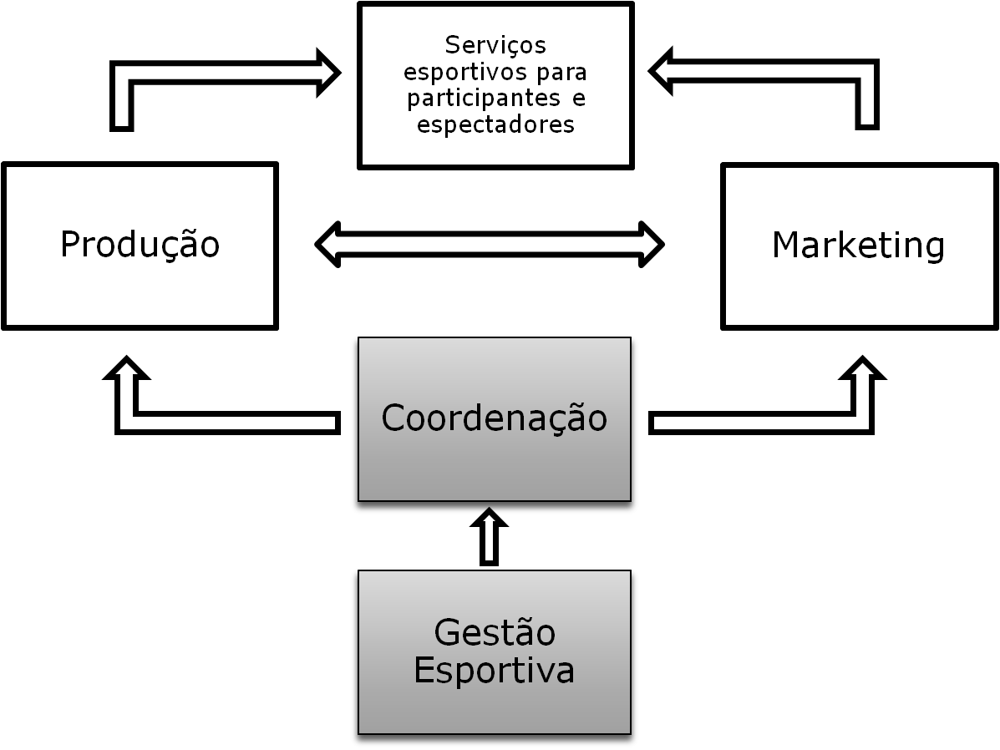 Serviços
esportivos para
participantes e
espectadores
Produção
Marketing
Coordenação
Gestão
Esportiva